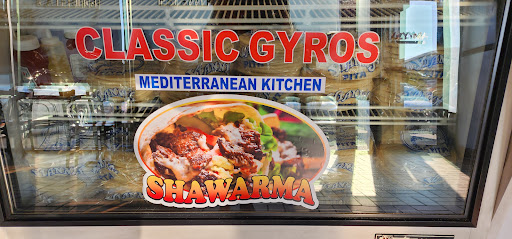 CLASSIC GYROS
MEDITERRANEAN KITCHEN
SHAWARMA